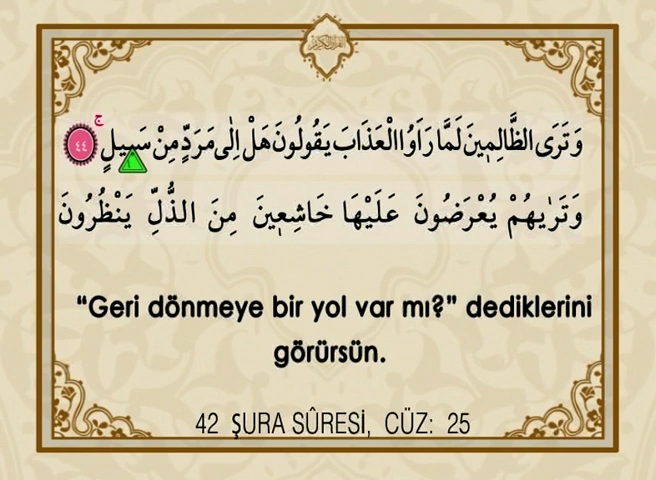 وَتَرَى الظَّالِمٖينَ لَمَّا رَاَوُا الْعَذَابَ يَقُولُونَ هَلْ اِلٰى مَرَدٍّ مِنْ سَبٖيلٍۚ ٤٤
وَتَرٰيهُمْ يُعْرَضُونَ عَلَيْهَا خَاشِعٖينَ مِنَ الذُّلِّ يَنْظُرُونَ
“Geri dönmeye bir yol var mı?” dediklerini
görürsün.
42 ŞURA SÛRESİ, CÜZ: 25